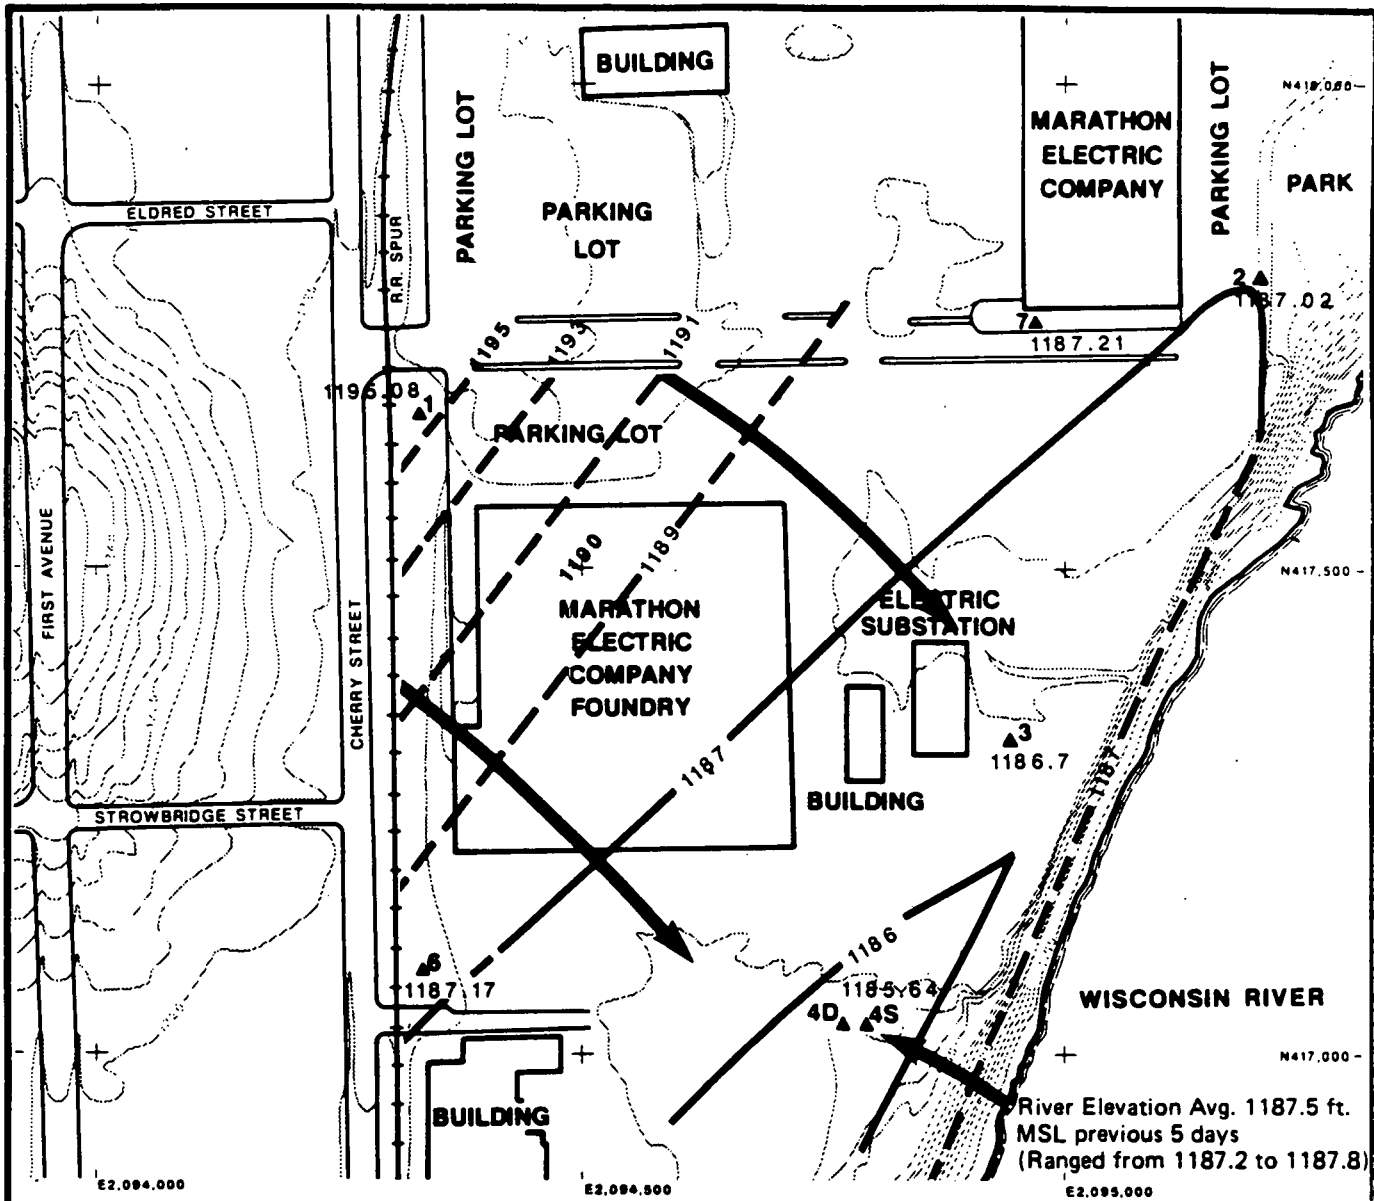 BUILDING
PARKING LOT
MARATHON
ELECTRIC
COMPANY
PARKING LOT
N418,000
PARK
ELDRED STREET
R.R. SPUR
PARKING
LOT
2
1187.02
7
1187.21
1195
1193
1191
1195.08
1
PARKING LOT
FIRST AVENUE
CHERRY STREET
1190
1189
N417,500
MARATHON
ELECTRIC
COMPANY
FOUNDRY
ELECTRIC
SUBSTATION
3
1186.7
1187
1187
BUILDING
STROWBRIDGE STREET
6
1187.17
1186
1185.64
4D
4S
WISCONSIN RIVER
N417,000
BUILDING
River Elevation Avg. 1187.5 ft.
MSL previous 5 days
(Ranged from 1187.2 to 1187.8)
E2,094,000
E2,094,500
E2,095,000